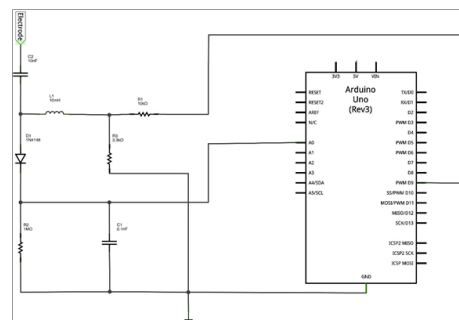 Electrode
C2
10nF
L1
10mH
R1
10kΩ
R3
3.3kΩ
D1
1N4148
R2
1MΩ
C1
0.1nF
3V3
5V
VIN
Arduino
Uno
(Rev3)
RESET
RESET2
AREF
N/C
A0
A1
A2
A3
A4/SDA
A5/SCL
TX/D0
RX/D1
D2
PWM D3
D4
PWM D5
PWM D6
D7
D8
PWM D9
SS/PWM D10
MOSI/PWM D11
MISO/D12
SCK/D13
ICSP2 MISO
ICSP2 SCK
ICSP MOSI
GND